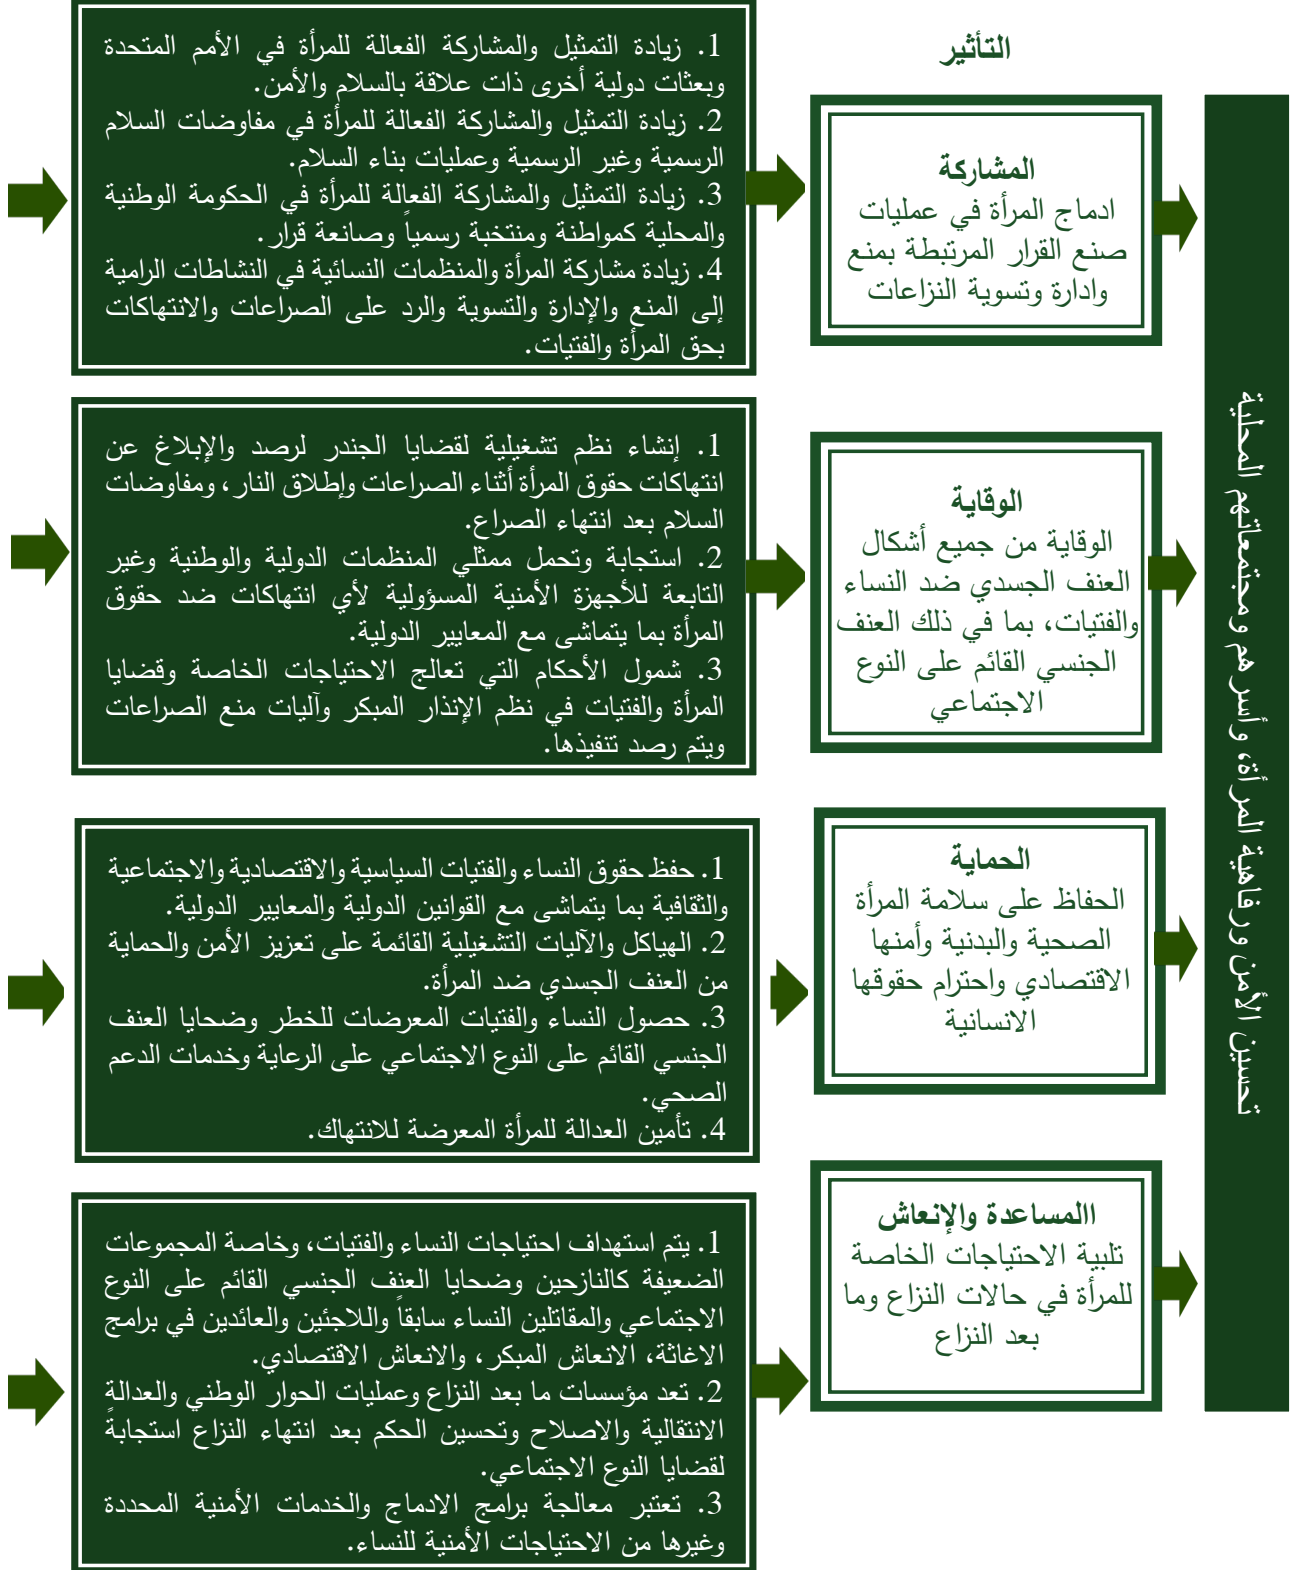 التأثير
تحسين الأمن ورفاهية المرأة، وأسرهم ومجتمعاتهم المحلية
المشاركة
ادماج المرأة في عمليات
صنع القرار المرتبطة بمنع
وادارة وتسوية النزاعات
1. زيادة التمثيل والمشاركة الفعالة للمرأة في الأمم المتحدة
وبعثات دولية أخرى ذات علاقة بالسلام والأمن.
2. زيادة التمثيل والمشاركة الفعالة للمرأة في مفاوضات السلام
الرسمية وغير الرسمية وعمليات بناء السلام.
3. زيادة التمثيل والمشاركة الفعالة للمرأة في الحكومة الوطنية
والمحلية كمواطنة ومنتخبة رسمياً وصانعة قرار.
4. زيادة مشاركة المرأة والمنظمات النسائية في النشاطات الرامية
إلى المنع والإدارة والتسوية والرد على الصراعات والانتهاكات
بحق المرأة والفتيات.
الوقاية
الوقاية من جميع أشكال
العنف الجسدي ضد النساء
والفتيات، بما في ذلك العنف
الجنسي القائم على النوع
الاجتماعي
1. إنشاء نظم تشغيلية لقضايا الجندر لرصد والإبلاغ عن
انتهاكات حقوق المرأة أثناء الصراعات وإطلاق النار، ومفاوضات
السلام بعد انتهاء الصراع.
2. استجابة وتحمل ممثلي المنظمات الدولية والوطنية وغير
التابعة للأجهزة الأمنية المسؤولية لأي انتهاكات ضد حقوق
المرأة بما يتماشى مع المعايير الدولية.
3. شمول الأحكام التي تعالج الاحتياجات الخاصة وقضايا
المرأة والفتيات في نظم الإنذار المبكر وآليات منع الصراعات
ويتم رصد تنفيذها.
الحماية
الحفاظ على سلامة المرأة
الصحية والبدنية وأمنها
الاقتصادي واحترام حقوقها
الانسانية
1. حفظ حقوق النساء والفتيات السياسية والاقتصادية والاجتماعية
والثقافية بما يتماشى مع القوانين الدولية والمعايير الدولية.
2. الهياكل والآليات التشغيلية القائمة على تعزيز الأمن والحماية
من العنف الجسدي ضد المرأة.
3. حصول النساء والفتيات المعرضات للخطر وضحايا العنف
الجنسي القائم على النوع الاجتماعي على الرعاية وخدمات الدعم
الصحي.
4. تأمين العدالة للمرأة المعرضة للانتهاك.
االمساعدة والإنعاش
تلبية الاحتياجات الخاصة
للمرأة في حالات النزاع وما
بعد النزاع
1. يتم استهداف احتياجات النساء والفتيات، وخاصة المجموعات
الضعيفة كالنازحين وضحايا العنف الجنسي القائم على النوع
الاجتماعي والمقاتلين النساء سابقاً واللاجئين والعائدين في برامج
الاغاثة، الانعاش المبكر، والانعاش الاقتصادي.
2. تعد مؤسسات ما بعد النزاع وعمليات الحوار الوطني والعدالة
الانتقالية والاصلاح وتحسين الحكم بعد انتهاء النزاع استجابةً
لقضايا النوع الاجتماعي.
3. تعتبر معالجة برامج الادماج والخدمات الأمنية المحددة
وغيرها من الاحتياجات الأمنية للنساء.